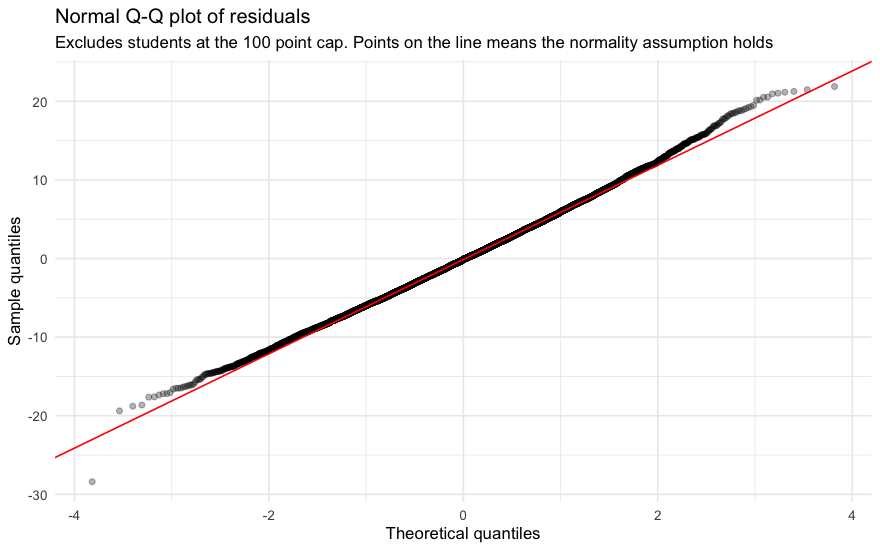 Normal Q-Q plot of residuals
Excludes students at the 100 point cap. Points on the line means the normality assumption holds
Sample quantiles
20
10
0
-10
-20
-30
-4
-2
0
2
4
Theoretical quantiles